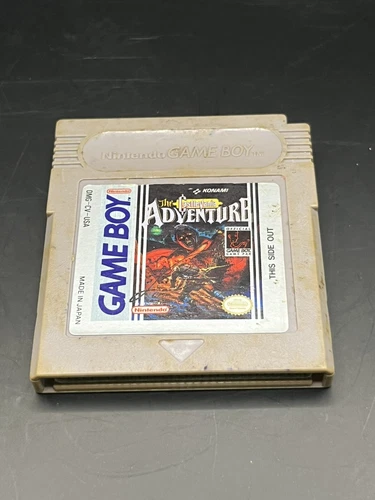 Nintendo GAME BOY
Nintendo
GAME BOY
DMG-CV-USA
MADE IN JAPAN
KONAMI
The Castlevania
ADVENTURE
OFFICIAL
GAME BOY
GAME PAK
Nintendo
THIS SIDE OUT